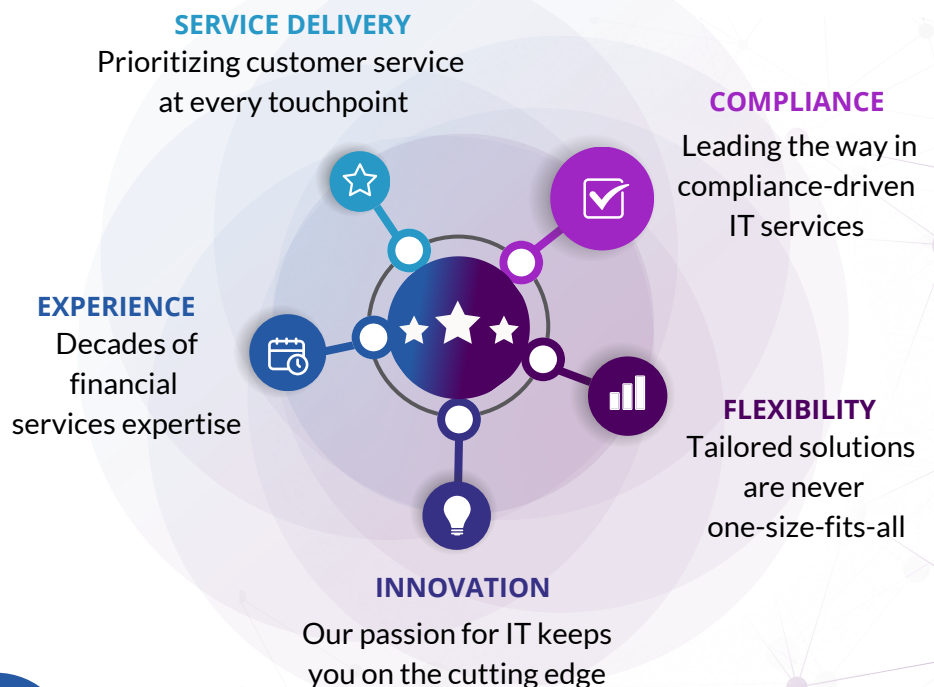 SERVICE DELIVERY
Prioritizing customer service
at every touchpoint
COMPLIANCE
Leading the way in
compliance-driven
IT services
EXPERIENCE
Decades of
financial
services expertise
FLEXIBILITY
Tailored solutions
are never
one-size-fits-all
INNOVATION
Our passion for IT keeps
you on the cutting edge